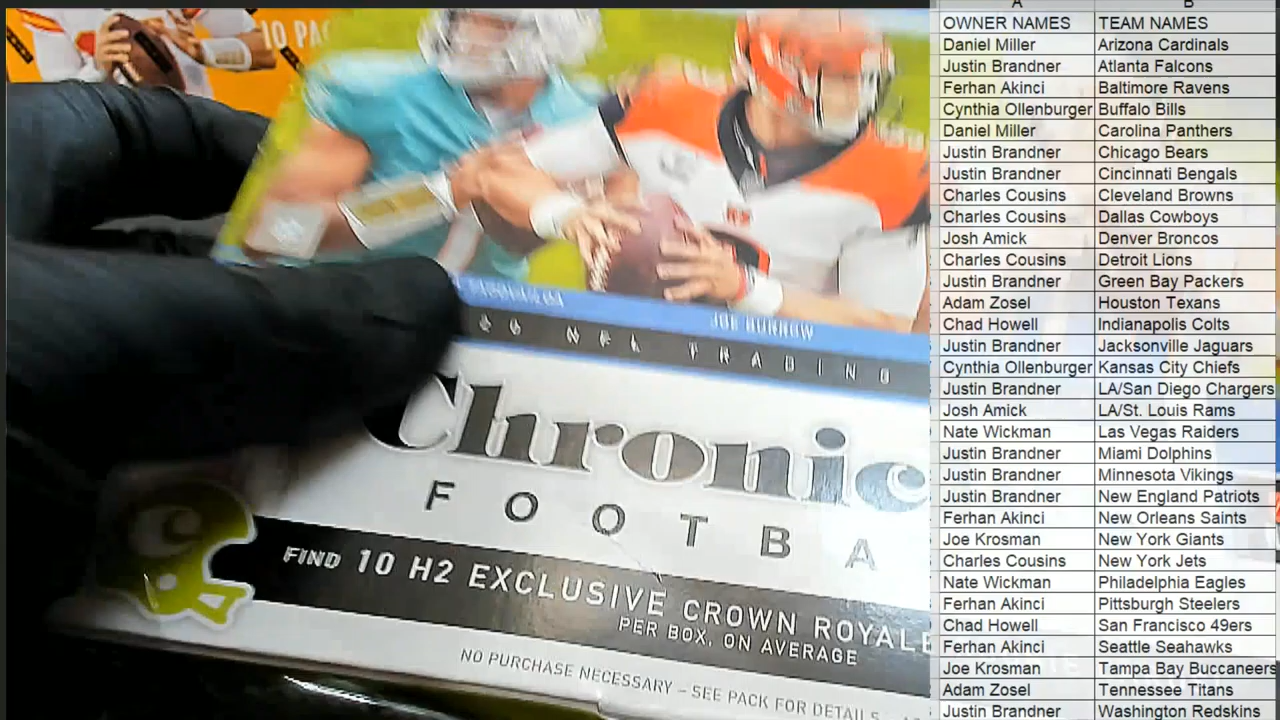 10 PAC
JOE BURROW
NFL TRADING
Chronic
FOOTBA
FIND 10 H2 EXCLUSIVE CROWN ROYALE
PER BOX, ON AVERAGE
NO PURCHASE NECESSARY – SEE PACK FOR DETAILS
A B
OWNER NAMES TEAM NAMES
Daniel Miller Arizona Cardinals
Justin Brandner Atlanta Falcons
Ferhan Akinci Baltimore Ravens
Cynthia Ollenburger Buffalo Bills
Daniel Miller Carolina Panthers
Justin Brandner Chicago Bears
Justin Brandner Cincinnati Bengals
Charles Cousins Cleveland Browns
Charles Cousins Dallas Cowboys
Josh Amick Denver Broncos
Charles Cousins Detroit Lions
Justin Brandner Green Bay Packers
Adam Zosel Houston Texans
Chad Howell Indianapolis Colts
Justin Brandner Jacksonville Jaguars
Cynthia Ollenburger Kansas City Chiefs
Justin Brandner LA/San Diego Chargers
Josh Amick LA/St. Louis Rams
Nate Wickman Las Vegas Raiders
Justin Brandner Miami Dolphins
Justin Brandner Minnesota Vikings
Justin Brandner New England Patriots
Ferhan Akinci New Orleans Saints
Joe Krosman New York Giants
Charles Cousins New York Jets
Nate Wickman Philadelphia Eagles
Ferhan Akinci Pittsburgh Steelers
Chad Howell San Francisco 49ers
Ferhan Akinci Seattle Seahawks
Joe Krosman Tampa Bay Buccaneers
Adam Zosel Tennessee Titans
Justin Brandner Washington Redskins